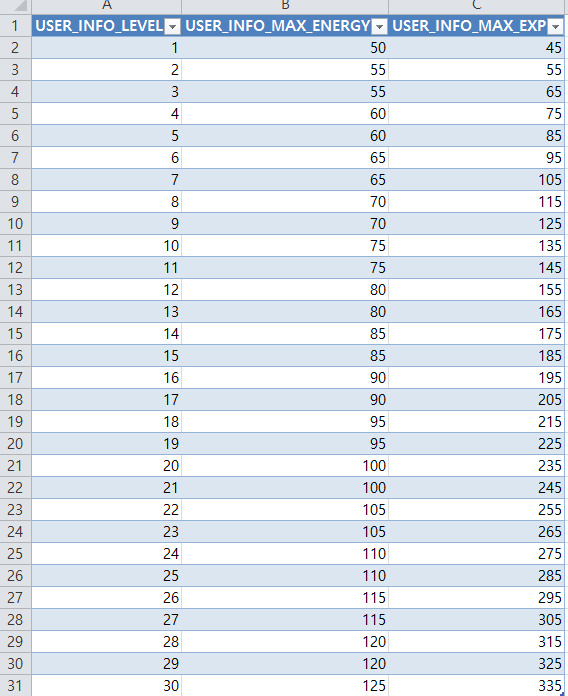 A B C
1 USER_INFO_LEVEL USER_INFO_MAX_ENERGY USER_INFO_MAX_EXP
2 1 50 45
3 2 55 55
4 3 55 65
5 4 60 75
6 5 60 85
7 6 65 95
8 7 65 105
9 8 70 115
10 9 70 125
11 10 75 135
12 11 75 145
13 12 80 155
14 13 80 165
15 14 85 175
16 15 85 185
17 16 90 195
18 17 90 205
19 18 95 215
20 19 95 225
21 20 100 235
22 21 100 245
23 22 105 255
24 23 105 265
25 24 110 275
26 25 110 285
27 26 115 295
28 27 115 305
29 28 120 315
30 29 120 325
31 30 125 335